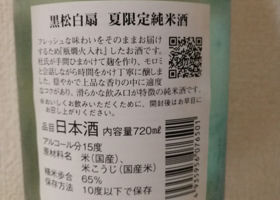 黒松白扇 夏限定純米酒
フレッシュな味わいをそのままお届け
するため「瓶燗火入れ」したお酒です。
杜氏が手間ひまかけて麹をつくり、モロミ
と会話しながら時間をかけ丁寧に醸しま
した。穏やかで上品な香りの中に適度
なコクがあり、滑らかな飲み口が特徴の純米酒です。
※おいしくお飲みいただくために、開封後はお早目に
お召し上がりください。
品目 日本酒 内容量720ml
アルコール分 15度
原材料名 米(国産)、
米こうじ(国産米)
精米歩合 65%
保存方法 10度以下で保存
4935956076501